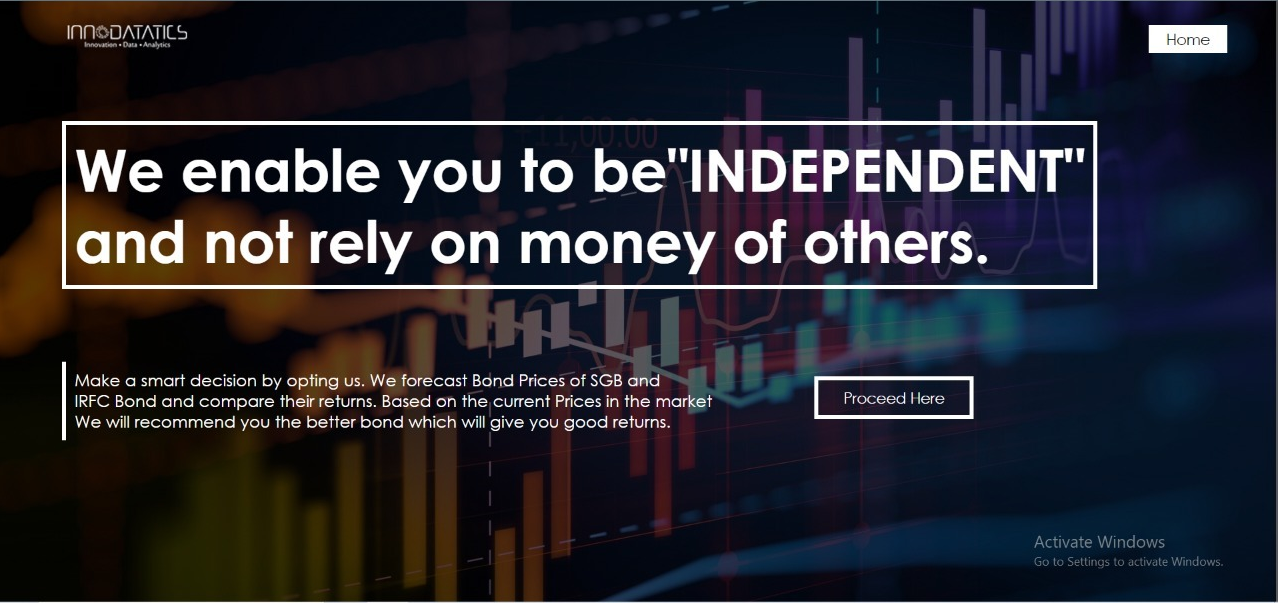 INNODATATICS
Innovation • Data • Analytics
Home
+11,00.00
We enable you to be"INDEPENDENT"
and not rely on money of others.
Make a smart decision by opting us. We forecast Bond Prices of SGB and
IRFC Bond and compare their returns. Based on the current Prices in the market
We will recommend you the better bond which will give you good returns.
Proceed Here
Activate Windows
Go to Settings to activate Windows.